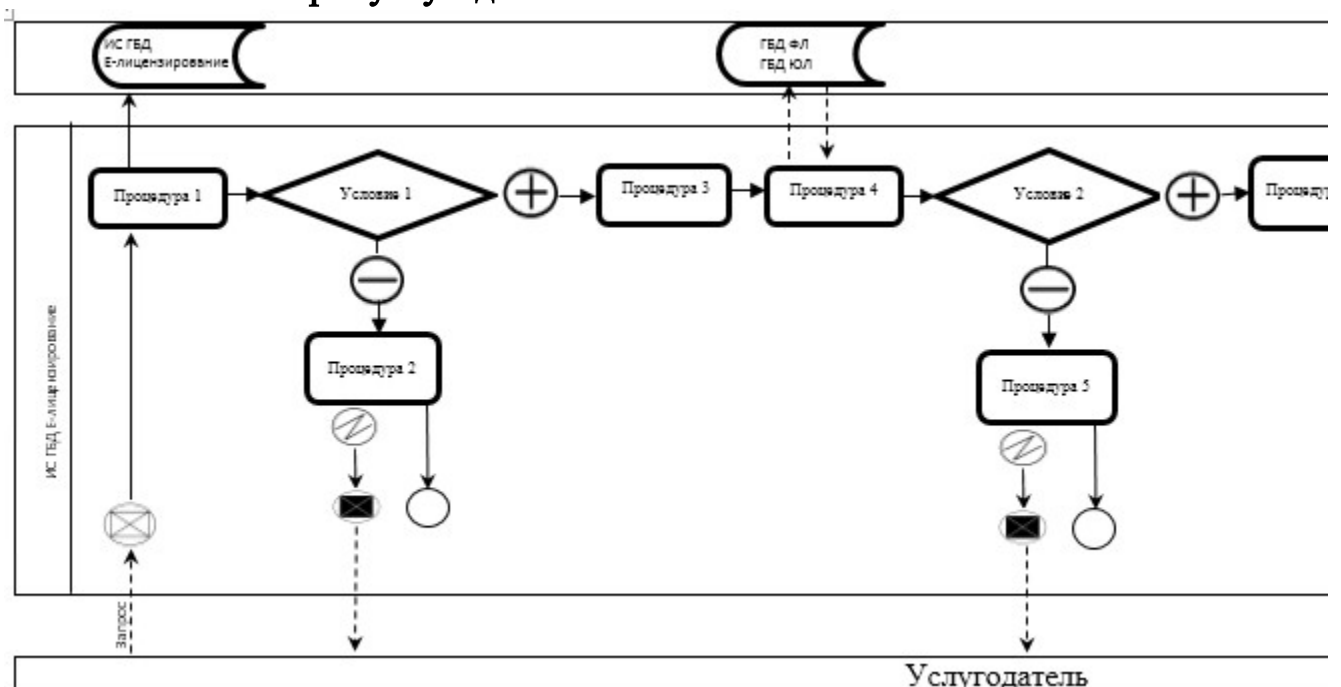 ИС ГБД
Е-лицензирование
ГБД ФЛ
ГБД ЮЛ
Процедура 1
Условие 1
Процедура 3
Процедура 4
Условие 2
Процедура 2
Процедура 5
ИС ГБД Е-лицензирование
Запрос
Услугодатель